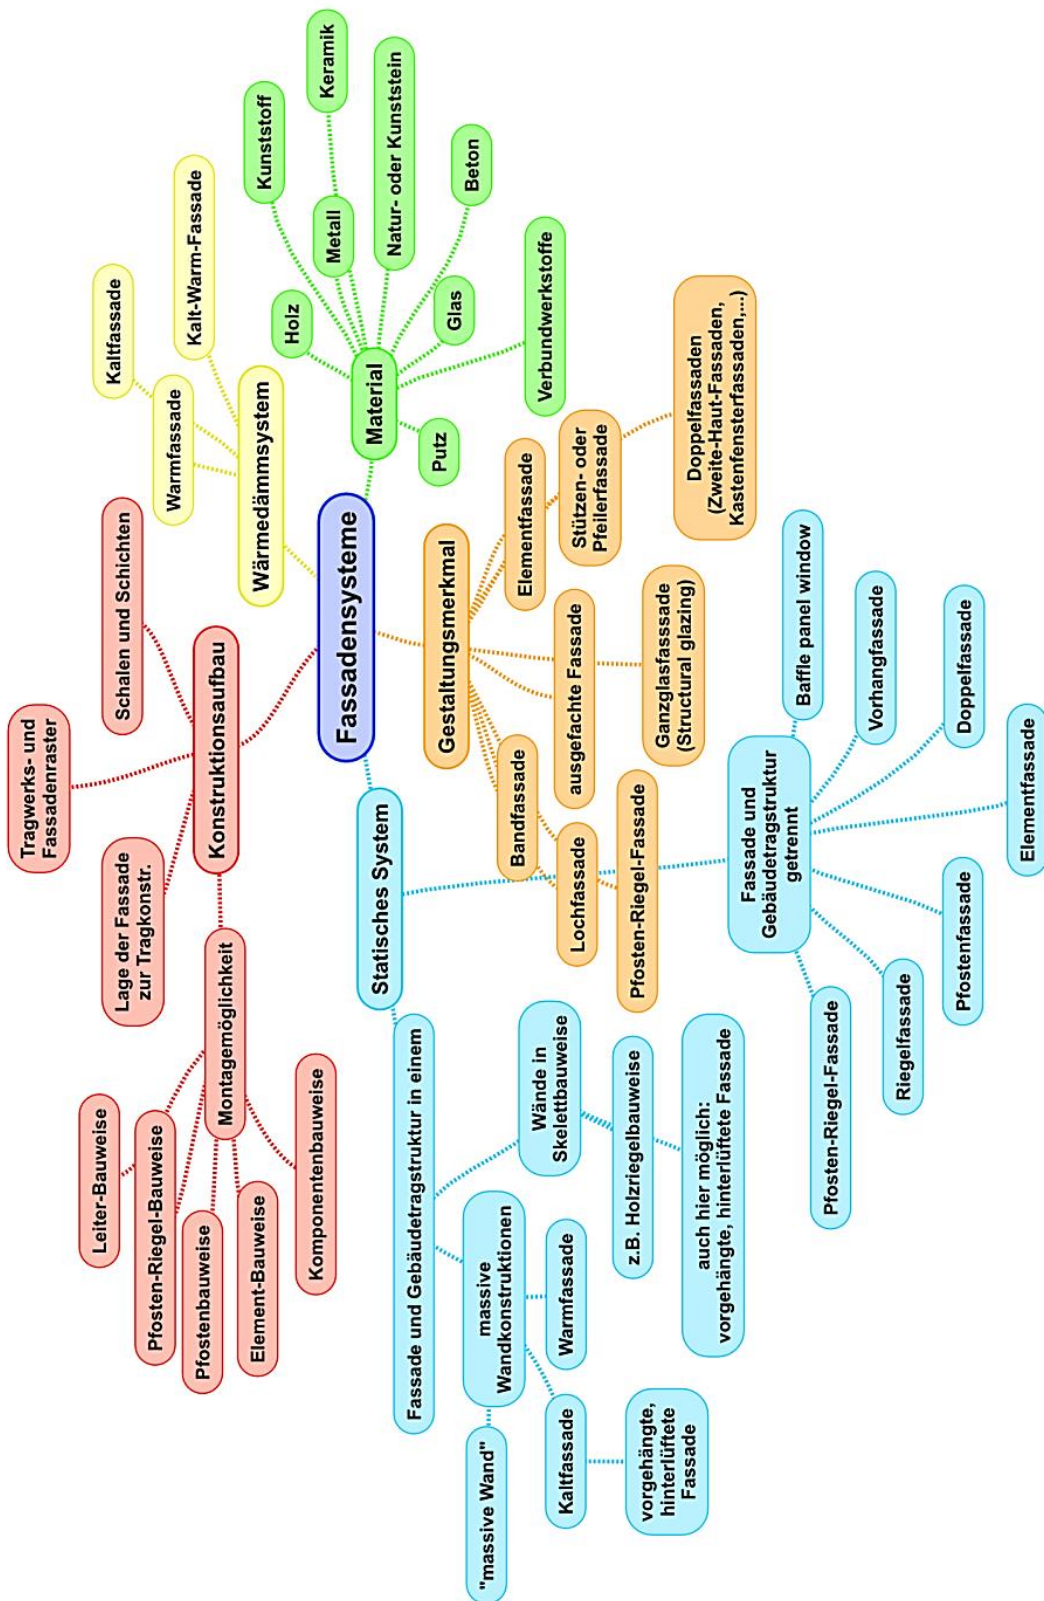 Fassadensysteme
Konstruktionsaufbau
Schalen und Schichten
Tragwerks- und
Fassadenraster
Lage der Fassade
zur Tragkonstr.
Montagemöglichkeit
Leiter-Bauweise
Pfosten-Riegel-Bauweise
Pfostenbauweise
Element-Bauweise
Komponentenbauweise
Wärmedämmsystem
Warmfassade
Kaltfassade
Kalt-Warm-Fassade
Material
Holz
Kunststoff
Metall
Keramik
Natur- oder Kunststein
Beton
Glas
Verbundwerkstoffe
Putz
Gestaltungsmerkmal
Elementfassade
Stützen- oder
Pfeilerfassade
Doppelfassaden
(Zweite-Haut-Fassaden,
Kastenfensterfassaden,...)
Ganzglasfasssade
(Structural glazing)
ausgefachte Fassade
Bandfassade
Lochfassade
Pfosten-Riegel-Fassade
Statisches System
Fassade und Gebäudetragstruktur in einem
Wände in
Skelettbauweise
z.B. Holzriegelbauweise
auch hier möglich:
vorgehängte, hinterlüftete Fassade
massive
Wandkonstruktionen
"massive Wand"
Kaltfassade
vorgehängte,
hinterlüftete
Fassade
Warmfassade
Fassade und
Gebäudetragstruktur
getrennt
Baffle panel window
Vorhangfassade
Doppelfassade
Elementfassade
Pfostenfassade
Riegelfassade
Pfosten-Riegel-Fassade